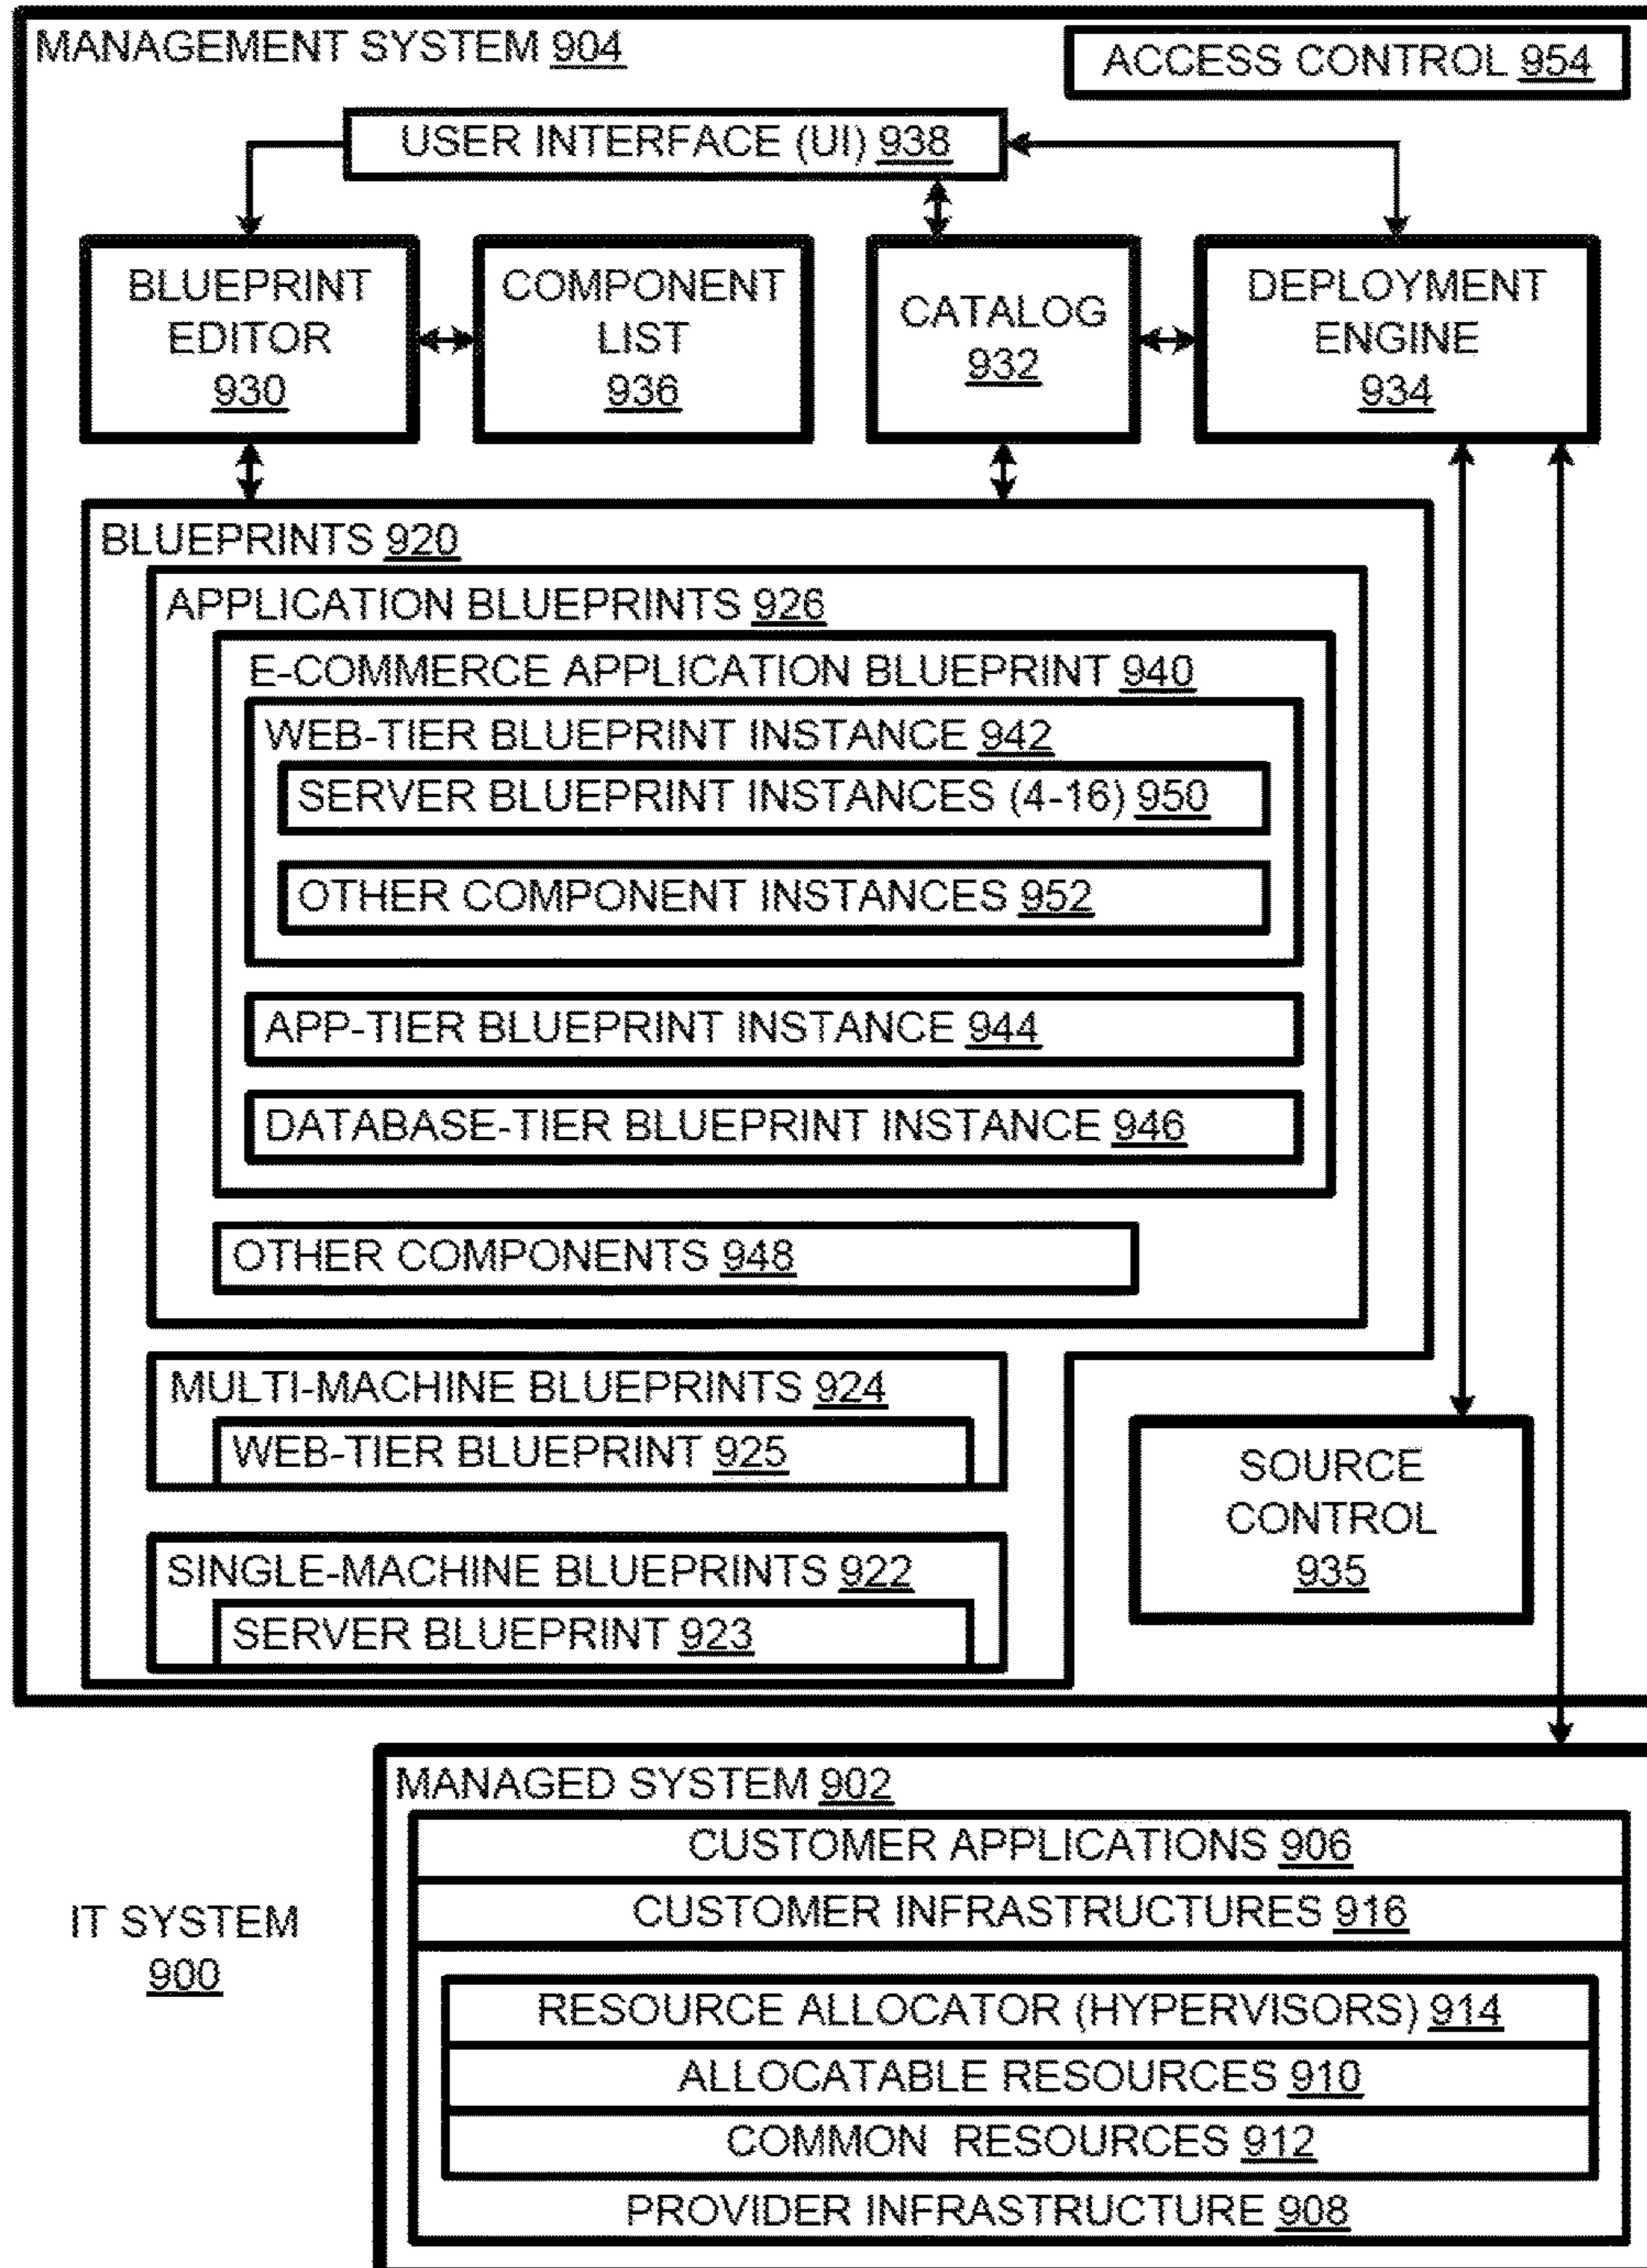 MANAGEMENT SYSTEM 904
ACCESS CONTROL 954
USER INTERFACE (UI) 938
BLUEPRINT
EDITOR
930
COMPONENT
LIST
936
CATALOG
932
DEPLOYMENT
ENGINE
934
BLUEPRINTS 920
APPLICATION BLUEPRINTS 926
E-COMMERCE APPLICATION BLUEPRINT 940
WEB-TIER BLUEPRINT INSTANCE 942
SERVER BLUEPRINT INSTANCES (4-16) 950
OTHER COMPONENT INSTANCES 952
APP-TIER BLUEPRINT INSTANCE 944
DATABASE-TIER BLUEPRINT INSTANCE 946
OTHER COMPONENTS 948
MULTI-MACHINE BLUEPRINTS 924
WEB-TIER BLUEPRINT 925
SINGLE-MACHINE BLUEPRINTS 922
SERVER BLUEPRINT 923
SOURCE
CONTROL
935
MANAGED SYSTEM 902
CUSTOMER APPLICATIONS 906
CUSTOMER INFRASTRUCTURES 916
RESOURCE ALLOCATOR (HYPERVISORS) 914
ALLOCATABLE RESOURCES 910
COMMON RESOURCES 912
PROVIDER INFRASTRUCTURE 908
IT SYSTEM
900